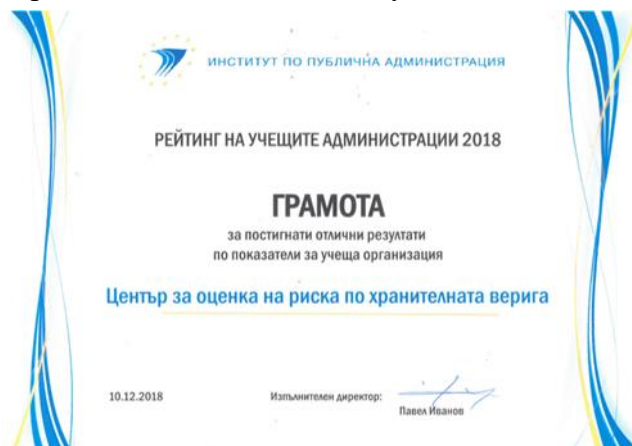 ИНСТИТУТ ПО ПУБЛИЧНА АДМИНИСТРАЦИЯ
РЕЙТИНГ НА УЧЕЩИТЕ АДМИНИСТРАЦИИ 2018
ГРАМОТА
за постигнати отлични резултати
по показатели за учеща организация
Център за оценка на риска по хранителната верига
10.12.2018
Изпълнителен директор:
Павел Иванов